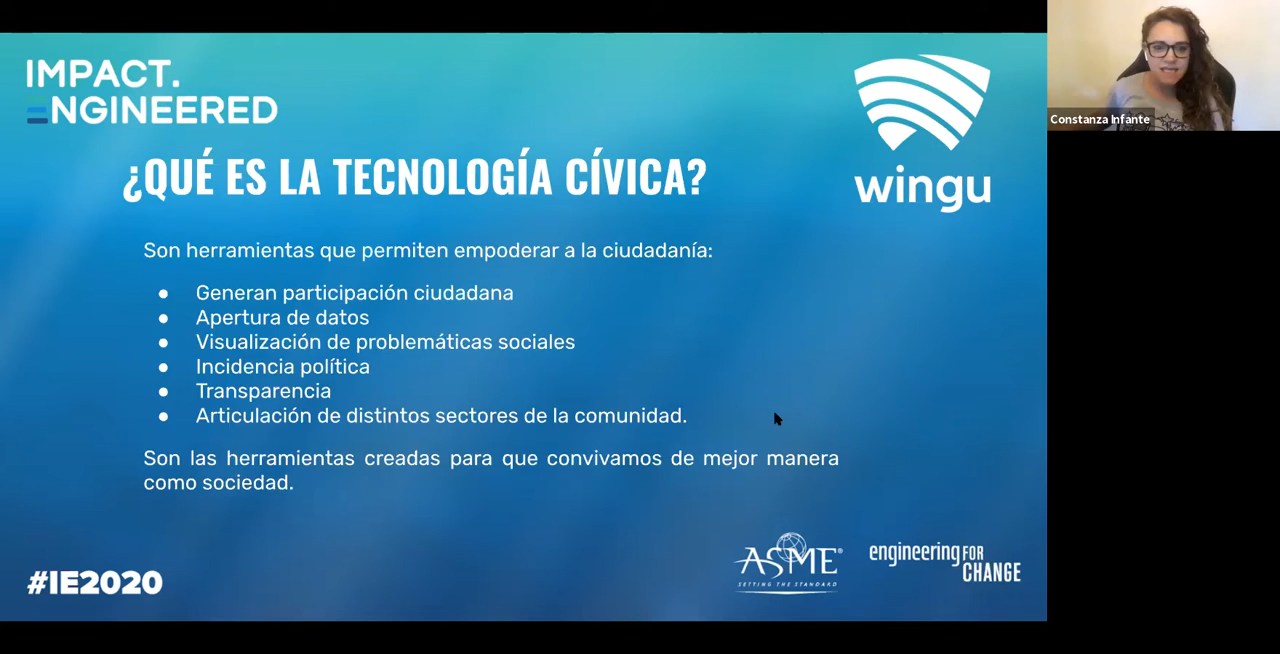 IMPACT.
ENGINEERED
wingu
Constanza Infante
¿QUÉ ES LA TECNOLOGÍA CÍVICA?
Son herramientas que permiten empoderar a la ciudadanía:
● Generan participación ciudadana
● Apertura de datos
● Visualización de problemáticas sociales
● Incidencia política
● Transparencia
● Articulación de distintos sectores de la comunidad.
Son las herramientas creadas para que convivamos de mejor manera
como sociedad.
#IE2020
ASME®
SETTING THE STANDARD
engineering FOR
CHANGE